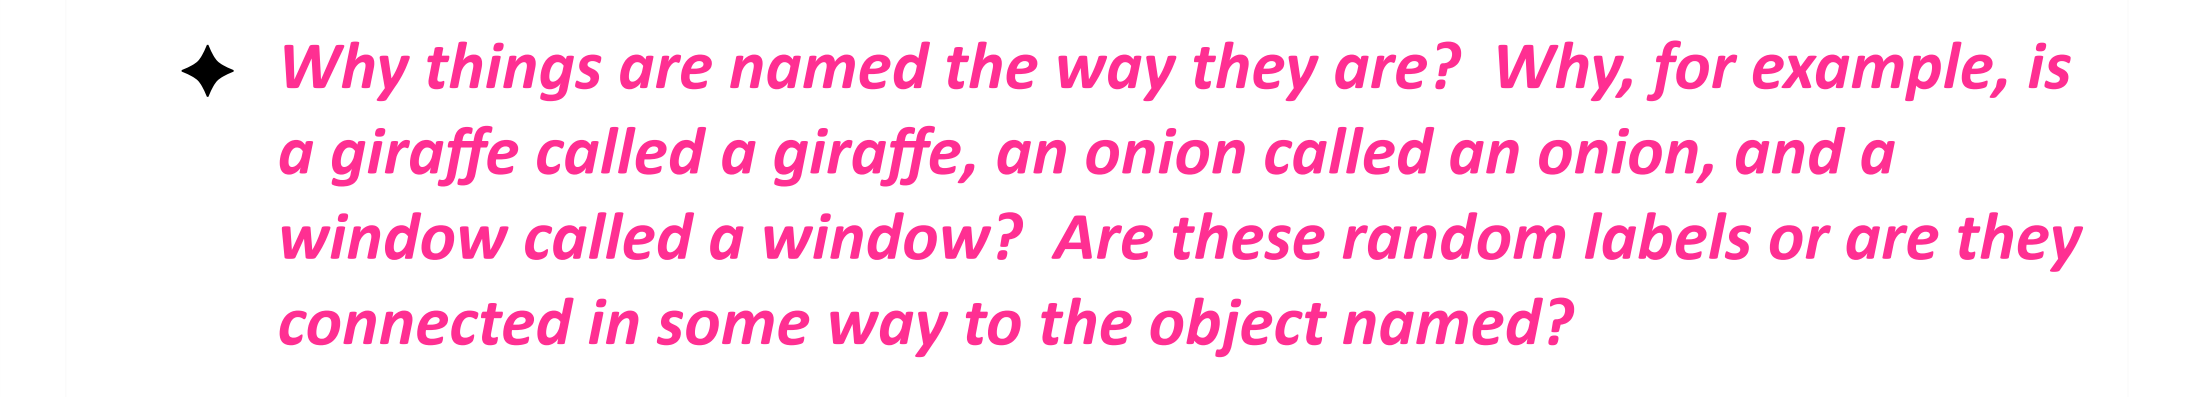 Why things are named the way they are?  Why, for example, is
a giraffe called a giraffe, an onion called an onion, and a
window called a window?  Are these random labels or are they
connected in some way to the object named?